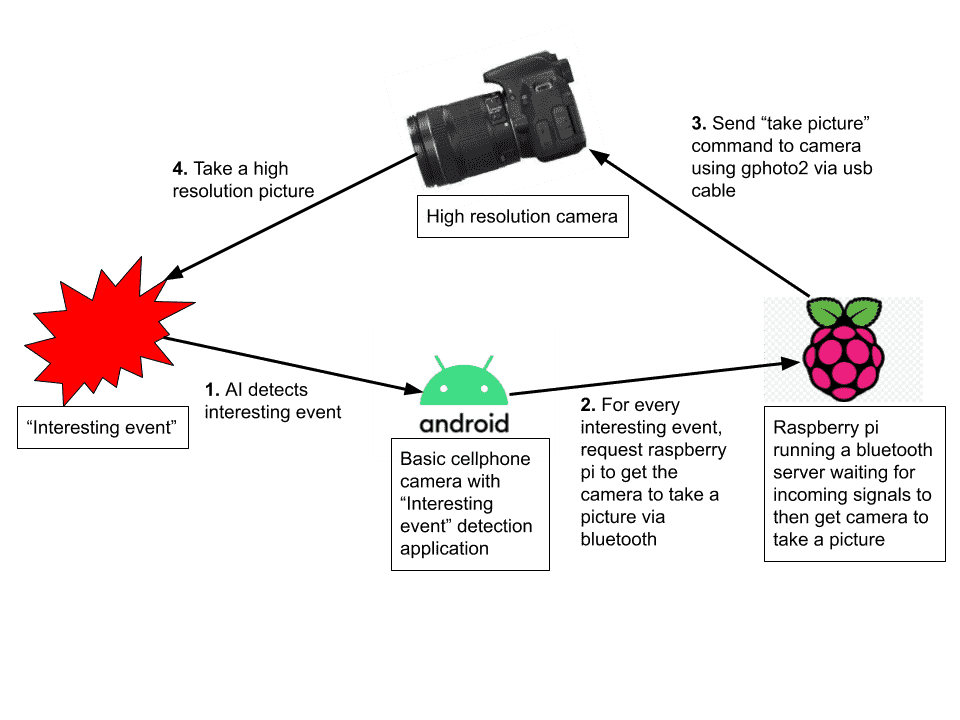 3. Send “take picture”
command to camera
using gphoto2 via usb
cable
4. Take a high
resolution picture
High resolution camera
1. AI detects
interesting event
“Interesting event”
android
Basic cellphone
camera with
“Interesting
event” detection
application
2. For every
interesting event,
request raspberry
pi to get the
camera to take a
picture via
bluetooth
Raspberry pi
running a bluetooth
server waiting for
incoming signals to
then get camera to
take a picture